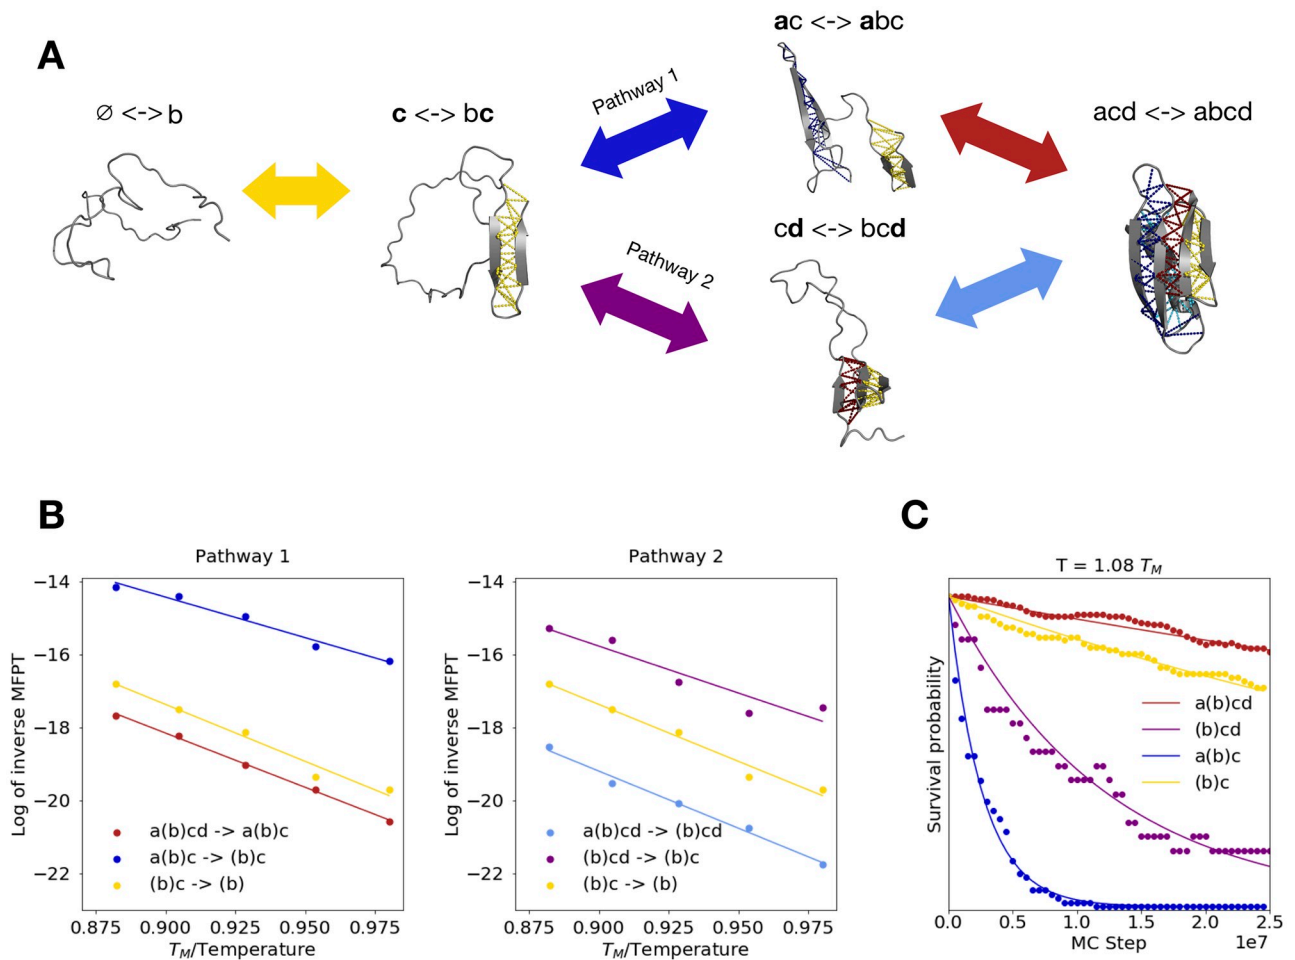 A
∅ <-> b
c <-> bc
Pathway 1
ac <-> abc
acd <-> abcd
Pathway 2
cd <-> bcd
B
Pathway 1
Log of inverse MFPT
−14
−16
−18
−20
−22
a(b)cd -> a(b)c
a(b)c -> (b)c
(b)c -> (b)
0.875 0.900 0.925 0.950 0.975
T_M/Temperature
Pathway 2
Log of inverse MFPT
−14
−16
−18
−20
−22
a(b)cd -> (b)cd
(b)cd -> (b)c
(b)c -> (b)
0.875 0.900 0.925 0.950 0.975
T_M/Temperature
C
T = 1.08 T_M
Survival probability
a(b)cd
(b)cd
a(b)c
(b)c
0.0 0.5 1.0 1.5 2.0 2.5
MC Step
1e7